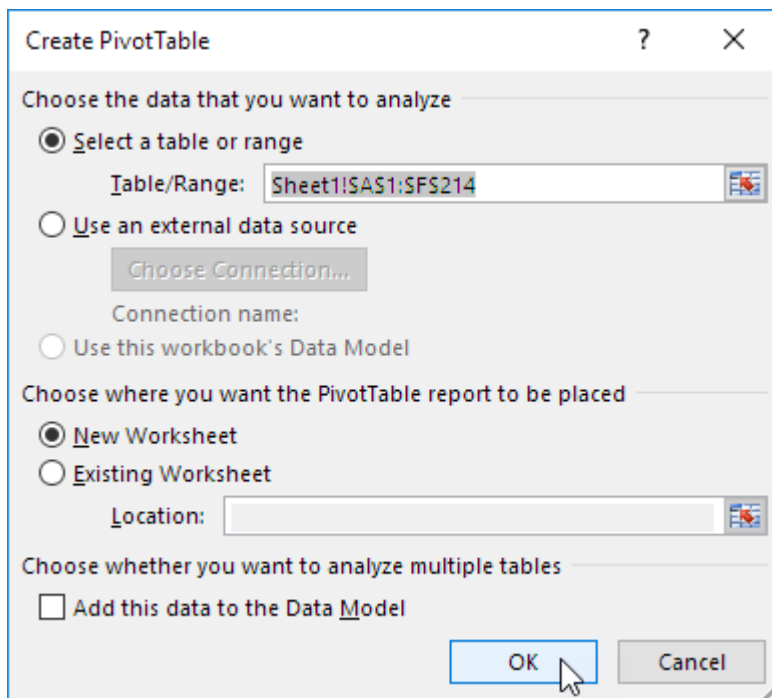 Create PivotTable
?
Choose the data that you want to analyze
Select a table or range
Table/Range: Sheet1!$A$1:$F$214
Use an external data source
Choose Connection...
Connection name:
Use this workbook's Data Model
Choose where you want the PivotTable report to be placed
New Worksheet
Existing Worksheet
Location:
Choose whether you want to analyze multiple tables
Add this data to the Data Model
OK Cancel